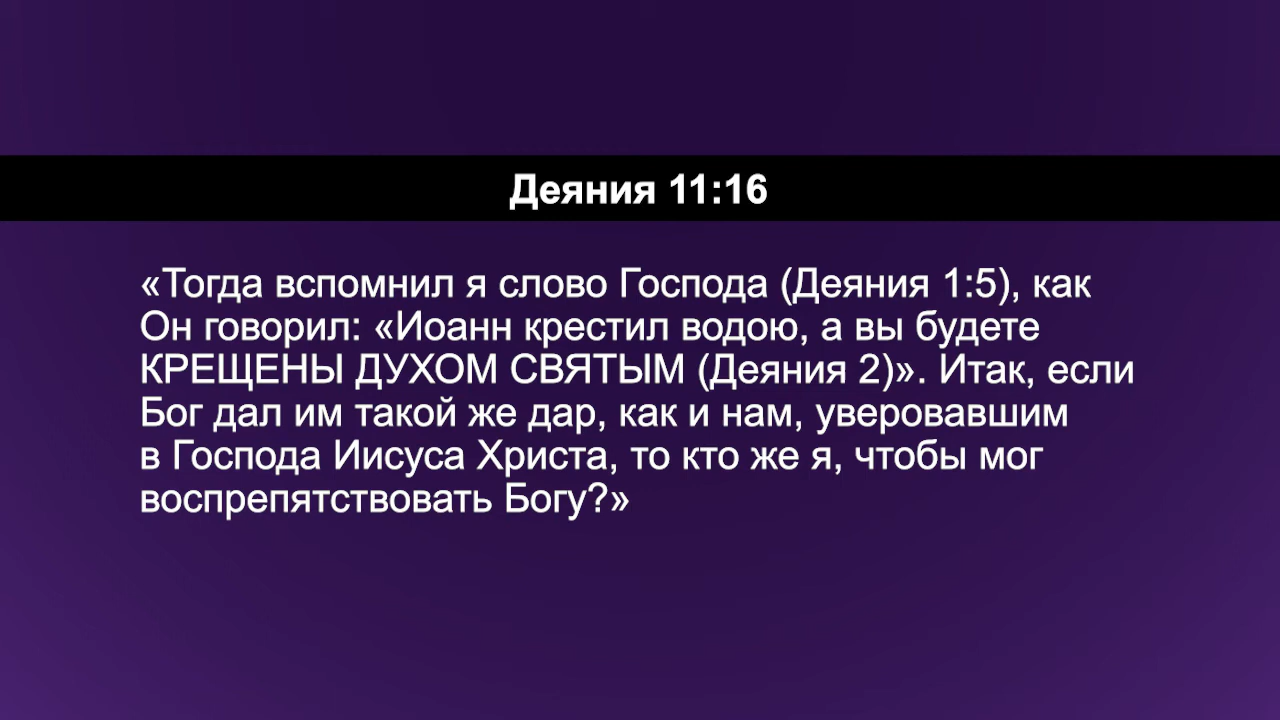 Деяния 11:16
«Тогда вспомнил я слово Господа (Деяния 1:5), как
Он говорил: «Иоанн крестил водою, а вы будете
КРЕЩЕНЫ ДУХОМ СВЯТЫМ (Деяния 2)». Итак, если
Бог дал им такой же дар, как и нам, уверовавшим
в Господа Иисуса Христа, то кто же я, чтобы мог
воспрепятствовать Богу?»